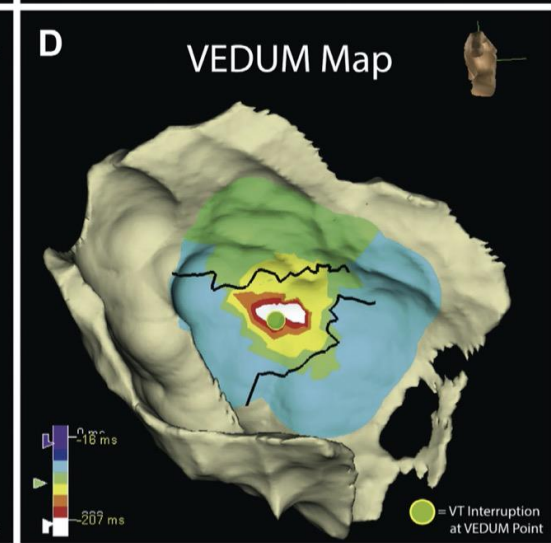 D
VEDUM Map
-16 ms
-207 ms
= VT Interruption
at VEDUM Point